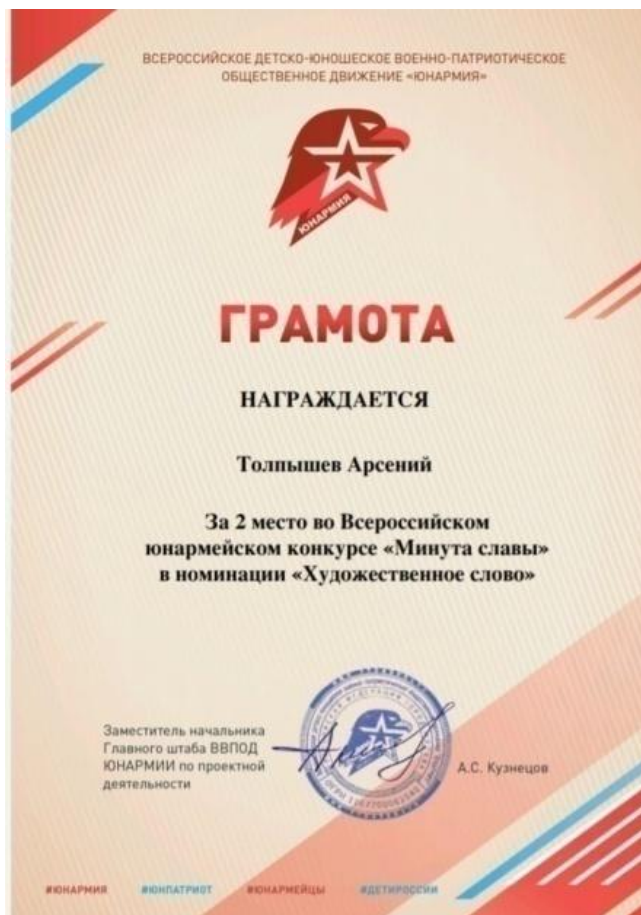 ВСЕРОССИЙСКОЕ ДЕТСКО-ЮНОШЕСКОЕ ВОЕННО-ПАТРИОТИЧЕСКОЕ
ОБЩЕСТВЕННОЕ ДВИЖЕНИЕ «ЮНАРМИЯ»
ЮНАРМИЯ
ГРАМОТА
НАГРАЖДАЕТСЯ
Толпышев Арсений
За 2 место во Всероссийском
юнармейском конкурсе «Минута славы»
в номинации «Художественное слово»
Заместитель начальника
Главного штаба ВВПОД
ЮНАРМИИ по проектной
деятельности
А.С. Кузнецов
#ЮНАРМИЯ #ЮНПАТРИОТ #ЮНАРМЕЙЦЫ #ДЕТИРОССИИ